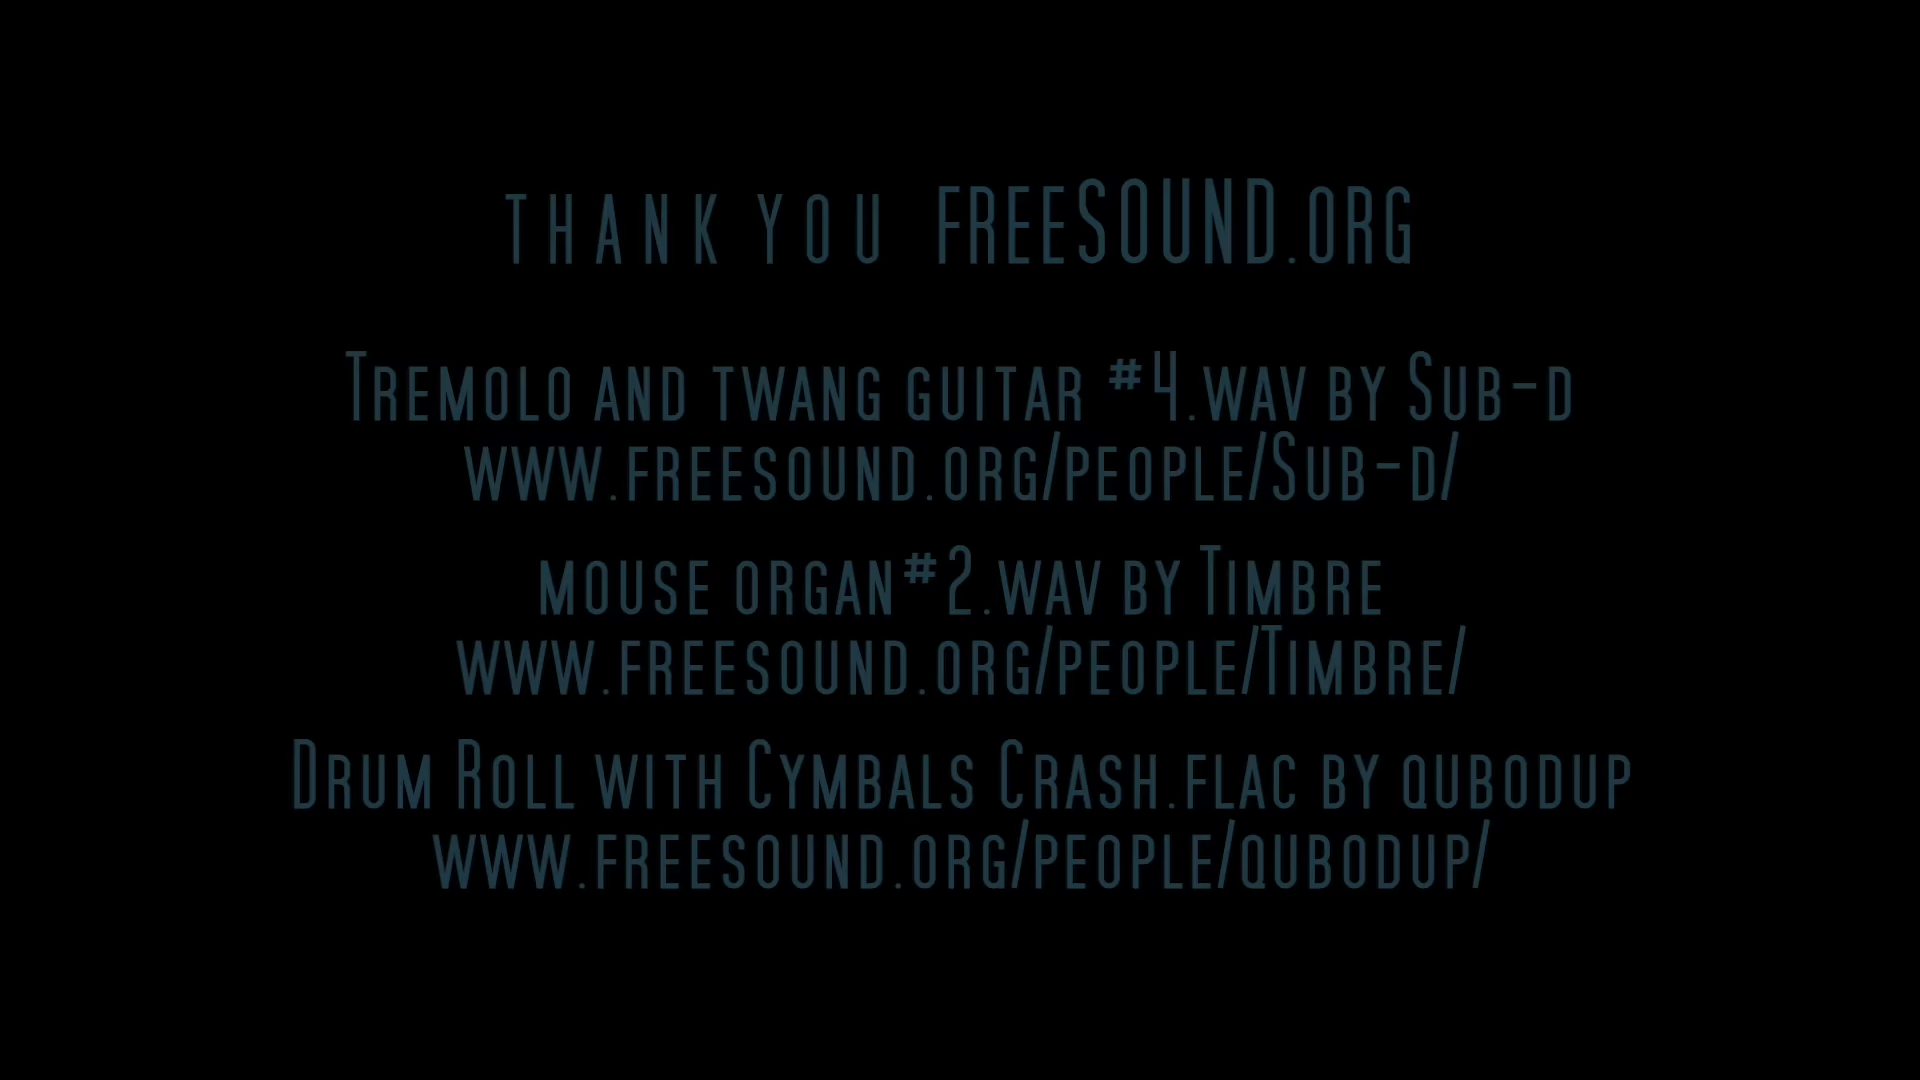 THANK YOU FREESOUND.ORG
Tremolo and twang guitar #4.wav by Sub-d
www.freesound.org/people/Sub-d/
mouse organ#2.wav by Timbre
www.freesound.org/people/Timbre/
Drum Roll with Cymbals Crash.flac by qubodup
www.freesound.org/people/qubodup/